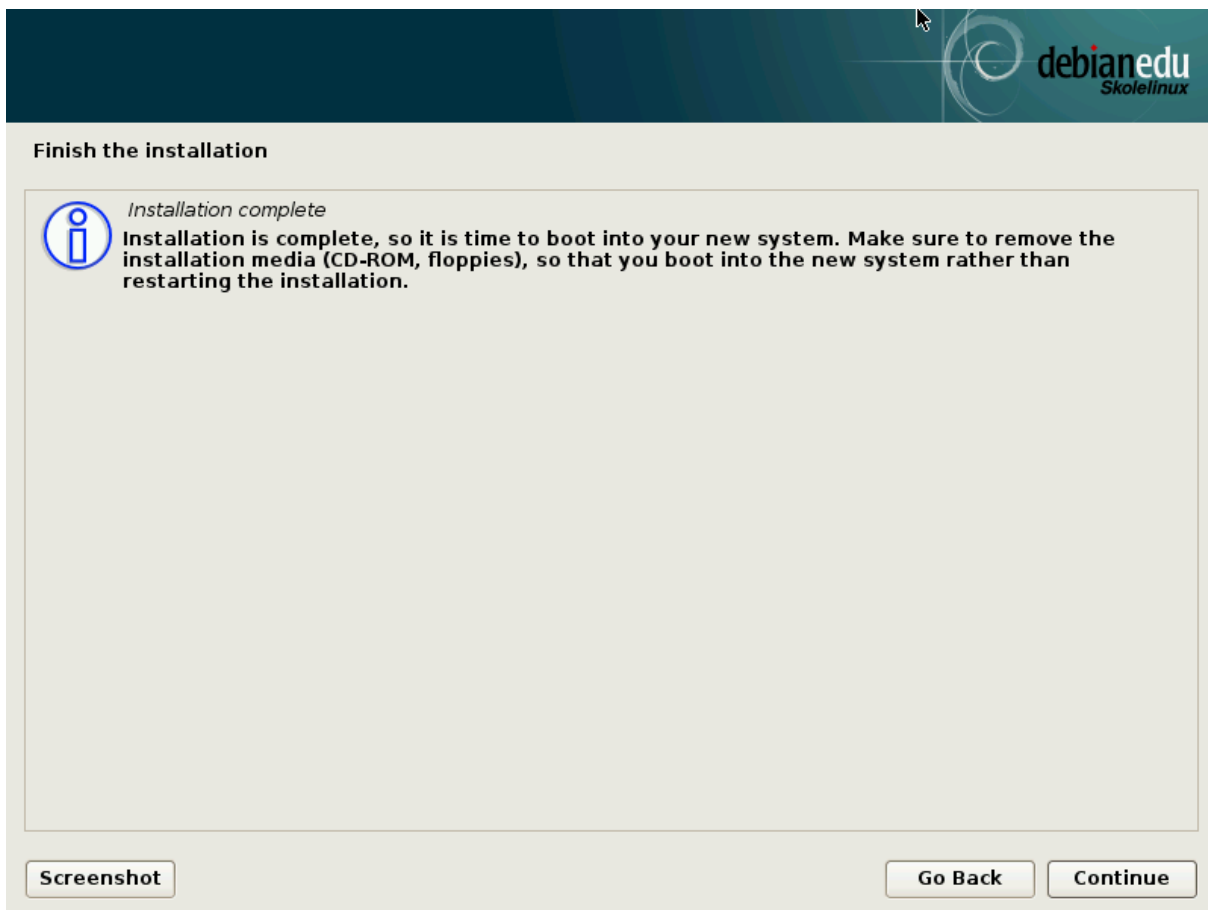 debianedu
Skolelinux
Finish the installation
Installation complete
Installation is complete, so it is time to boot into your new system. Make sure to remove the
installation media (CD-ROM, floppies), so that you boot into the new system rather than
restarting the installation.
Screenshot
Go Back
Continue